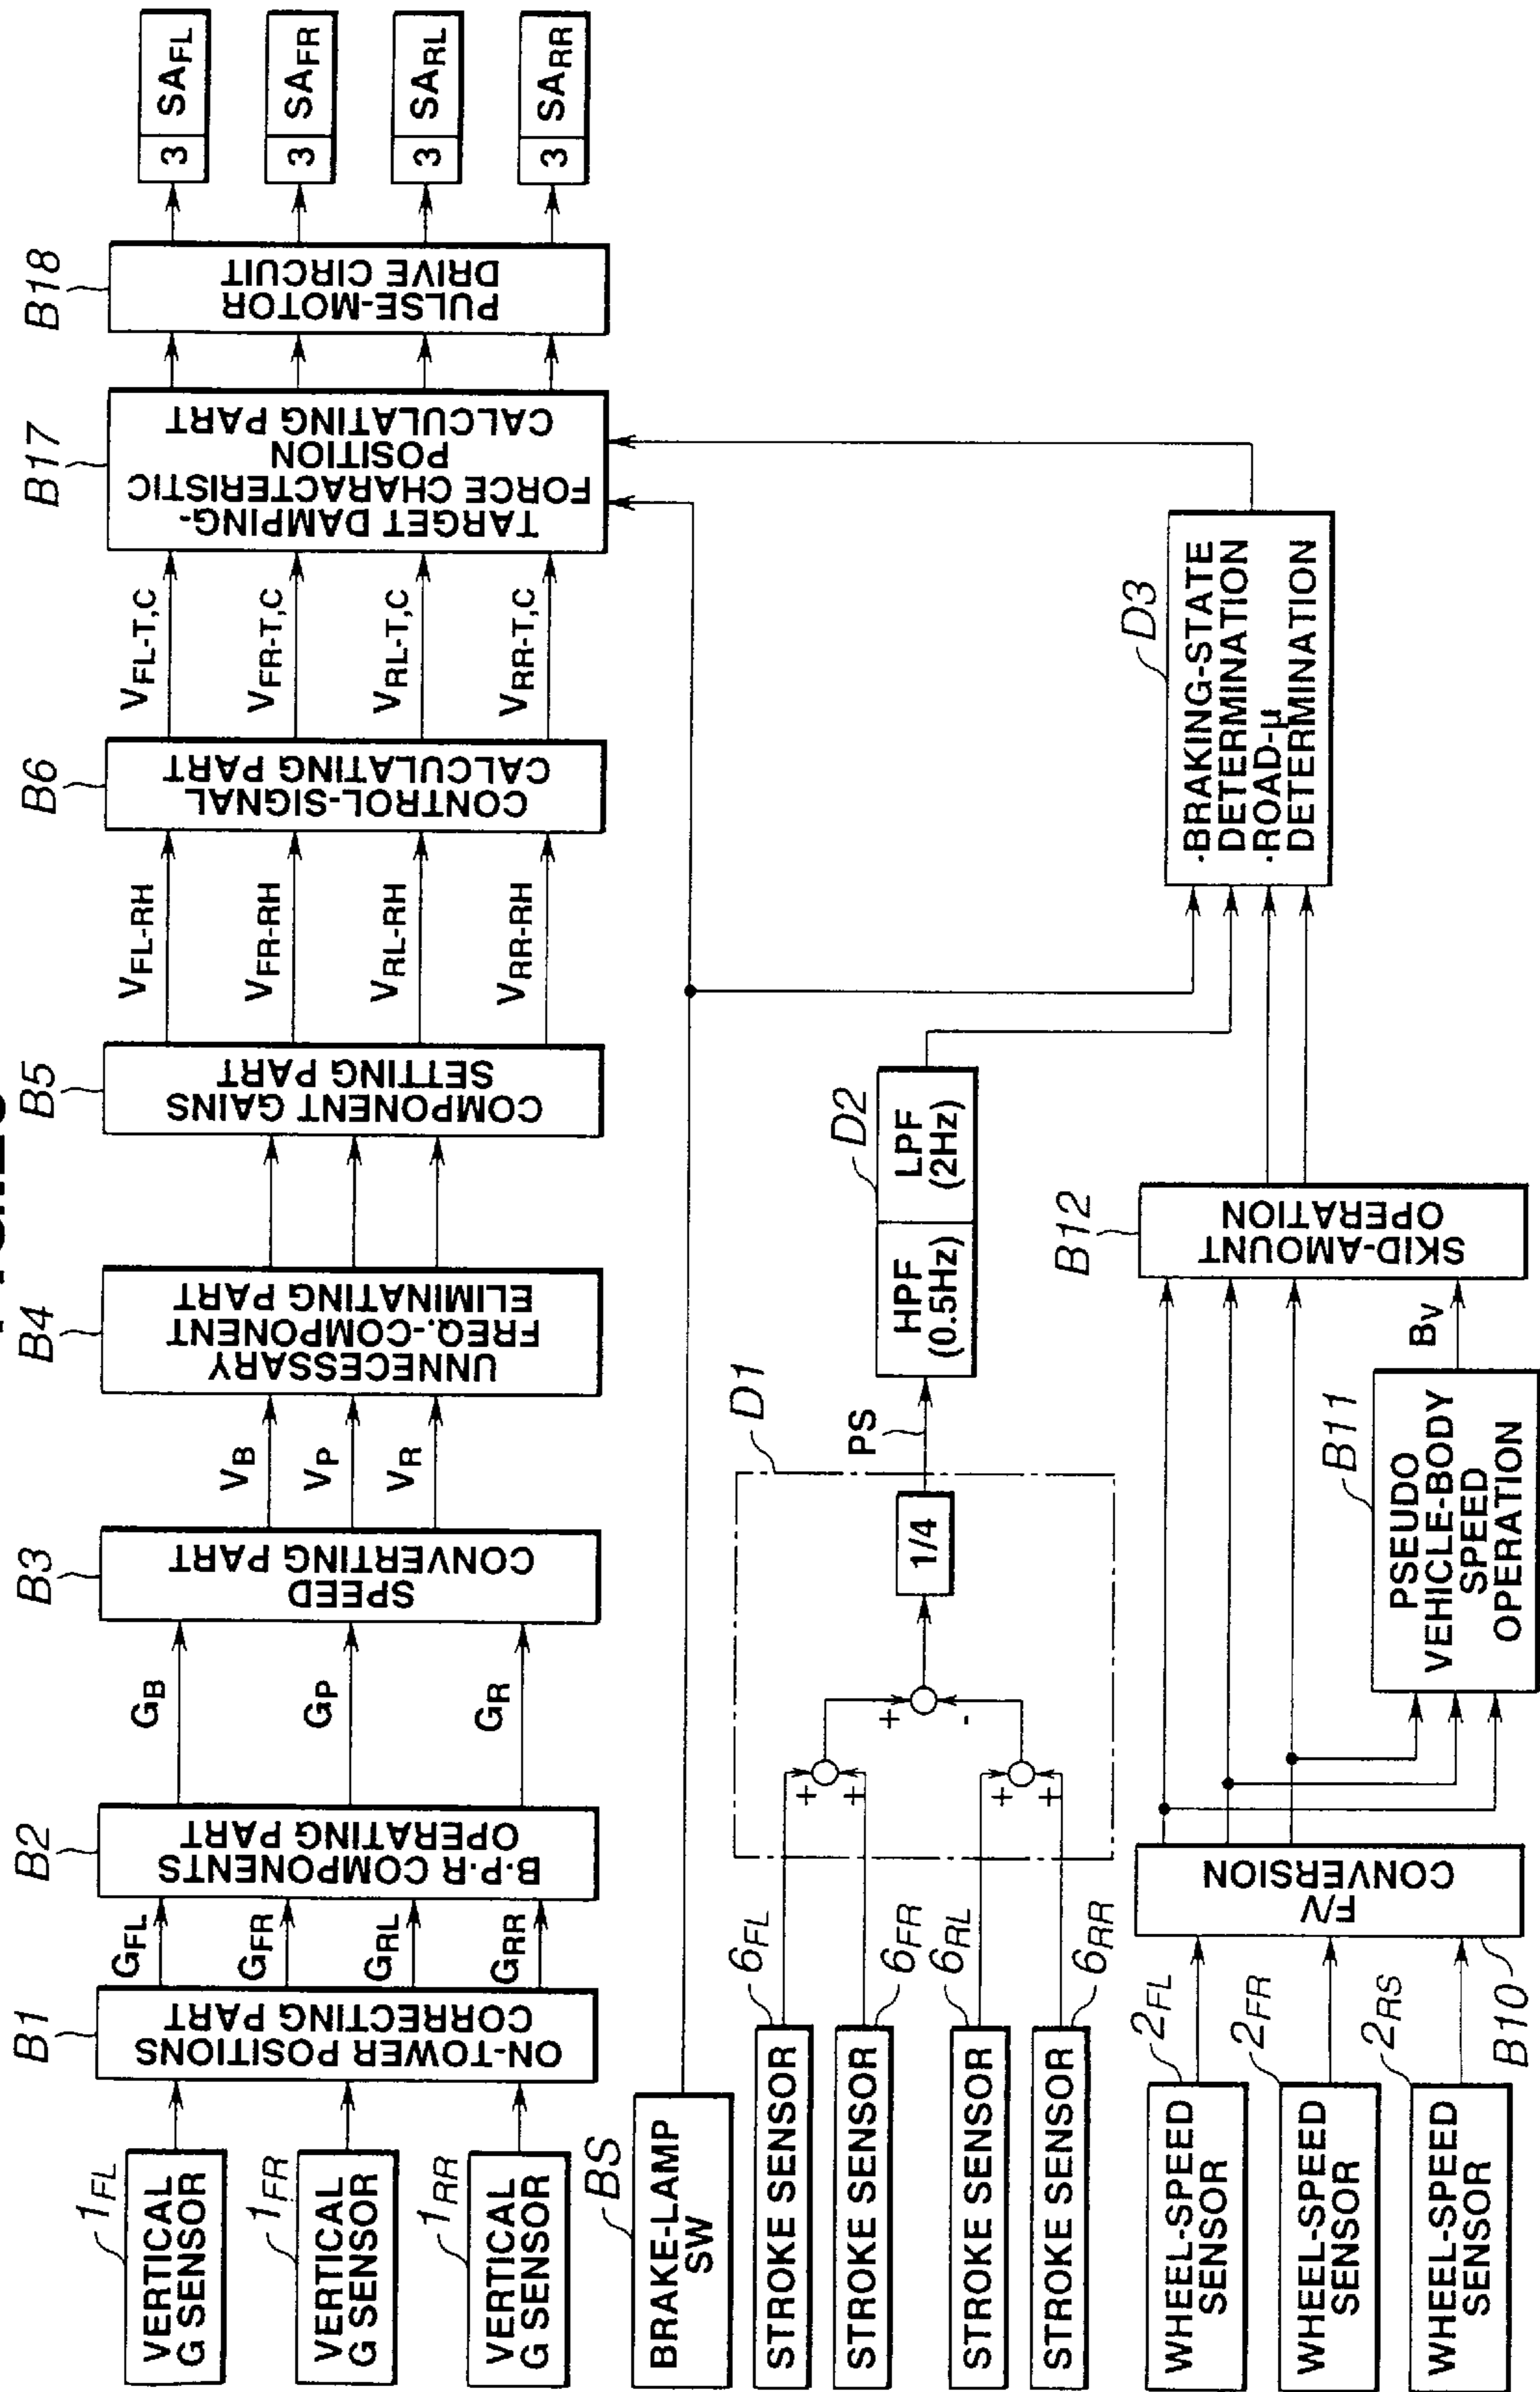 VERTICAL
G SENSOR
1FL
VERTICAL
G SENSOR
1FR
VERTICAL
G SENSOR
1RR
B1
ON-TOWER POSITIONS
CORRECTING PART
GFL
GFR
GRL
GRR
B2
B·P·R COMPONENTS
OPERATING PART
GB
GP
GR
B3
SPEED
CONVERTING PART
VB
VP
VR
B4
UNNECESSARY
FREQ.-COMPONENT
ELIMINATING PART
B5
COMPONENT GAINS
SETTING PART
VFL-RH
VFR-RH
VRL-RH
VRR-RH
B6
CONTROL-SIGNAL
CALCULATING PART
VFL-T,C
VFR-T,C
VRL-T,C
VRR-T,C
B17
TARGET DAMPING-
FORCE CHARACTERISTIC
POSITION
CALCULATING PART
B18
PULSE-MOTOR
DRIVE CIRCUIT
3 SAFL
3 SAFR
3 SARL
3 SARR
BS
BRAKE-LAMP
SW
STROKE SENSOR
6FL
STROKE SENSOR
6FR
STROKE SENSOR
6RL
STROKE SENSOR
6RR
D1
+
+
+
+
+
-
1/4
PS
D2
HPF
(0.5Hz)
LPF
(2Hz)
D3
·BRAKING-STATE
DETERMINATION
·ROAD-μ
DETERMINATION
WHEEL-SPEED
SENSOR
2FL
WHEEL-SPEED
SENSOR
2FR
WHEEL-SPEED
SENSOR
2RS
B10
F/V
CONVERSION
B11
PSEUDO
VEHICLE-BODY
SPEED
OPERATION
BV
B12
SKID-AMOUNT
OPERATION